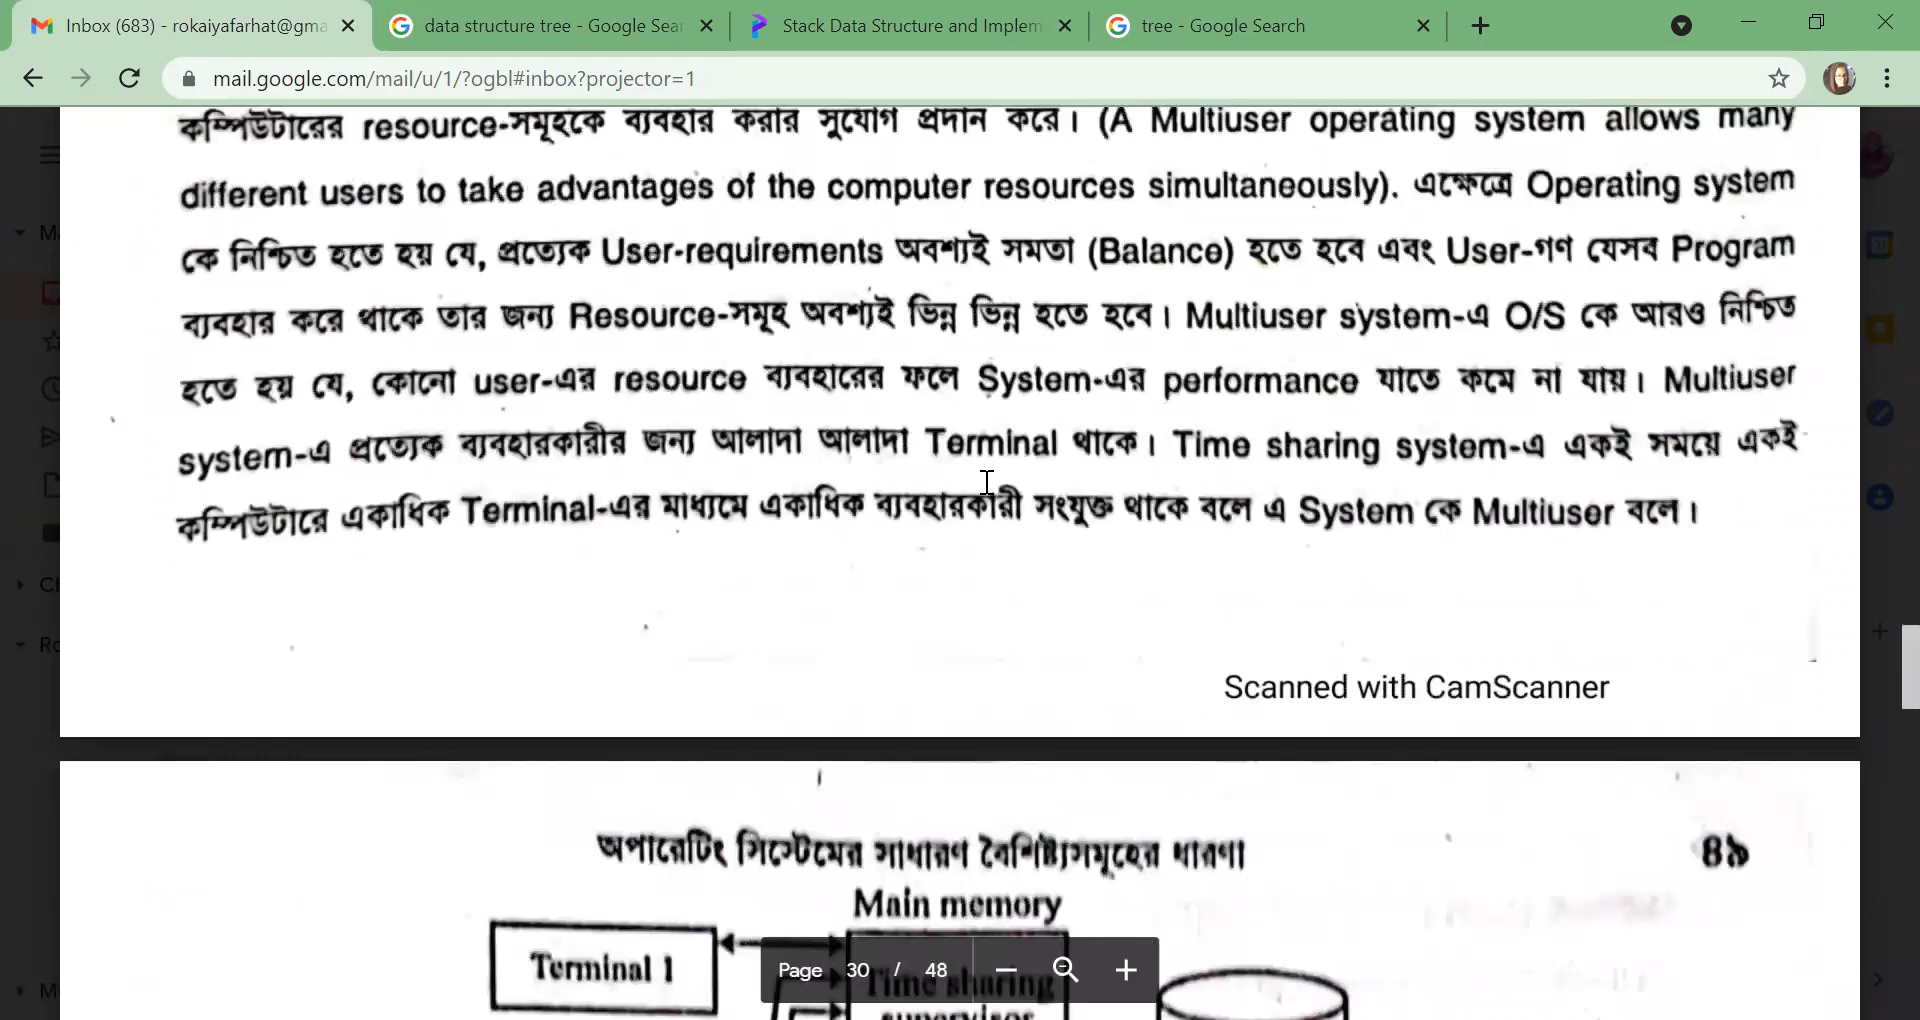 Inbox (683) - rokaiyafarhat@gma
data structure tree - Google Sear
Stack Data Structure and Implem
tree - Google Search
mail.google.com/mail/u/1/?ogbl#inbox?projector=1
কম্পিউটারের resource-সমূহকে ব্যবহার করার সুযোগ প্রদান করে। (A Multiuser operating system allows many
different users to take advantages of the computer resources simultaneously). এক্ষেত্রে Operating system
কে নিশ্চিত হতে হয় যে, প্রত্যেক User-requirements অবশ্যই সমতা (Balance) হতে হবে এবং User-গণ যেসব Program
ব্যবহার করে থাকে তার জন্য Resource-সমূহ অবশ্যই ভিন্ন ভিন্ন হতে হবে। Multiuser system-এ O/S কে আরও নিশ্চিত
হতে হয় যে, কোনো user-এর resource ব্যবহারের ফলে System-এর performance যাতে কমে না যায়। Multiuser
system-এ প্রত্যেক ব্যবহারকারীর জন্য আলাদা আলাদা Terminal থাকে। Time sharing system-এ একই সময়ে একই
কম্পিউটারে একাধিক Terminal-এর মাধ্যমে একাধিক ব্যবহারকারী সংযুক্ত থাকে বলে এ System কে Multiuser বলে।
Scanned with CamScanner
অপারেটিং সিস্টেমের সাধারণ বৈশিষ্ট্যসমূহের ধারণা ৪৯
Main memory
Terminal 1
Time sharing
supervisor
Page 30 / 48